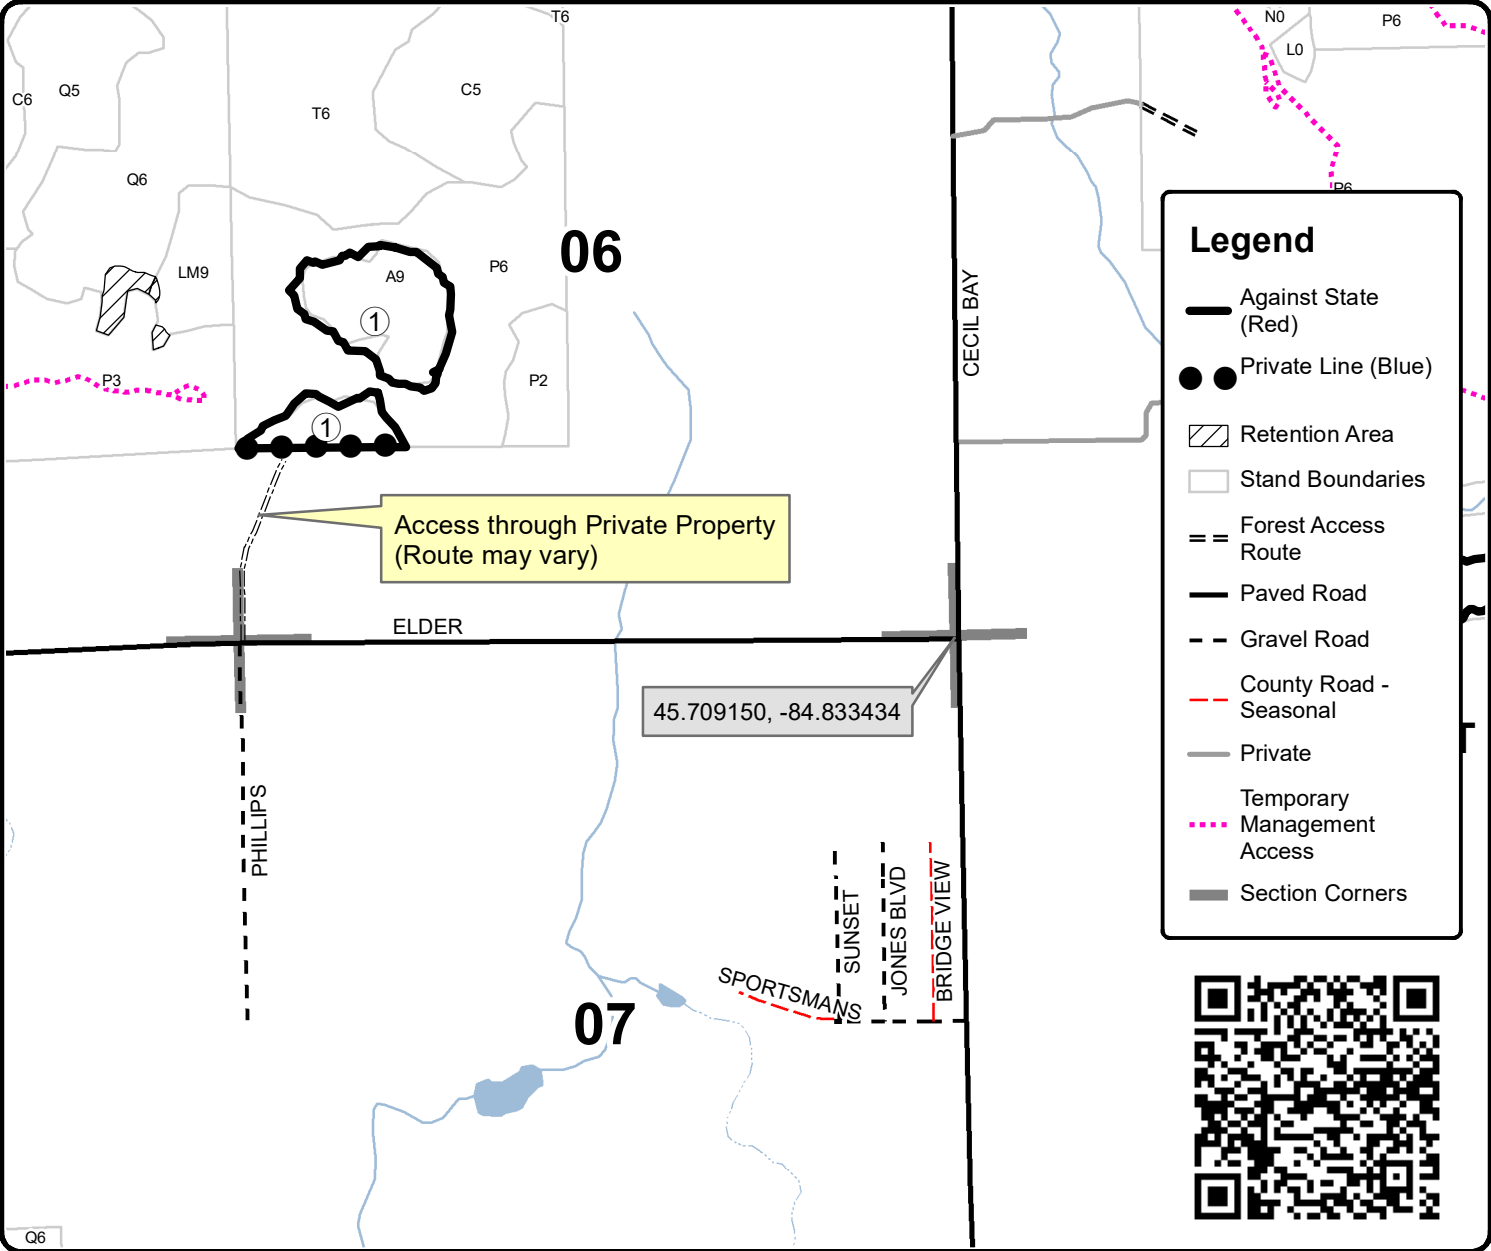 T6
N0
P6
L0
C6
Q5
C5
T6
Q6
P6
LM9
A9
P6
06
1
P3
P2
1
CECIL BAY
Access through Private Property
(Route may vary)
ELDER
45.709150, -84.833434
PHILLIPS
SUNSET
JONES BLVD
BRIDGE VIEW
SPORTSMANS
07
Q6
Legend
Against State
(Red)
Private Line (Blue)
Retention Area
Stand Boundaries
Forest Access
Route
Paved Road
Gravel Road
County Road -
Seasonal
Private
Temporary
Management
Access
Section Corners